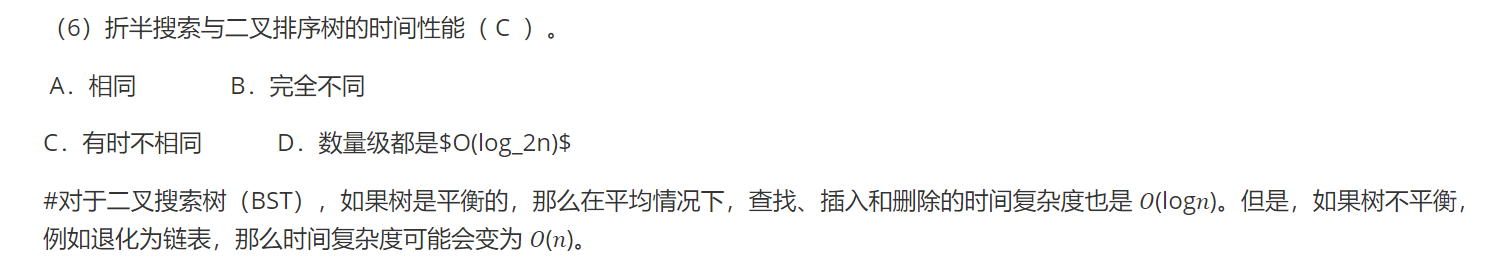 （6）折半搜索与二叉排序树的时间性能（ C ）。
A．相同 B．完全不同
C．有时不相同 D．数量级都是$O(log_2n)$
#对于二叉搜索树（BST），如果树是平衡的，那么在平均情况下，查找、插入和删除的时间复杂度也是 O(logn)。但是，如果树不平衡，
例如退化为链表，那么时间复杂度可能会变为 O(n)。